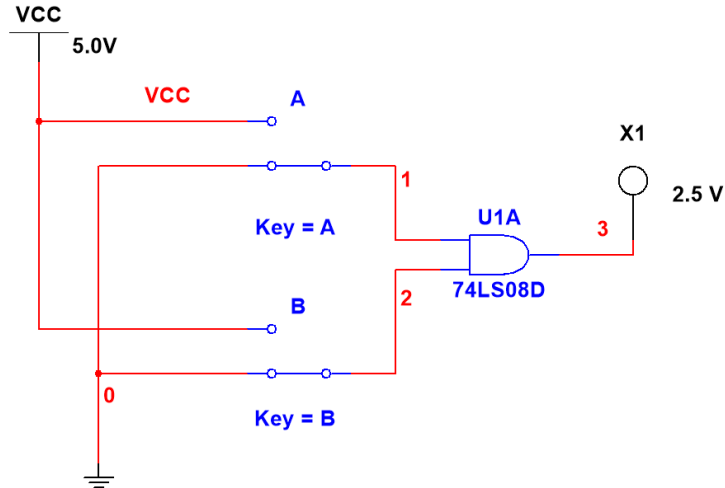 VCC
5.0V
VCC
A
X1
1
2.5 V
Key = A
U1A
3
B
2
74LS08D
0
Key = B